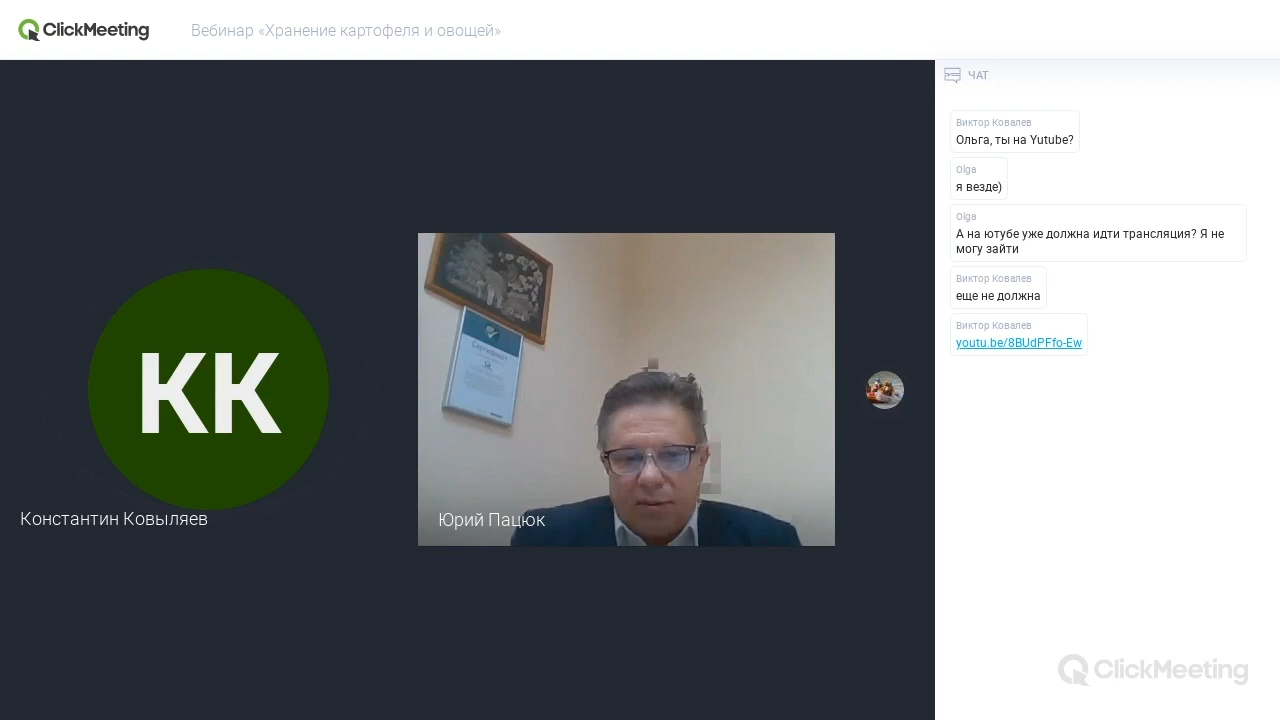 ClickMeeting
Вебинар «Хранение картофеля и овощей»
КК
Константин Ковыляев
Сертификат
Юрий Пацюк
ЧАТ
Виктор Ковалев
Ольга, ты на Yutube?
Olga
я везде)
Olga
А на ютубе уже должна идти трансляция? Я не
могу зайти
Виктор Ковалев
еще не должна
Виктор Ковалев
youtu.be/8BUdPFfo-Ew
ClickMeeting